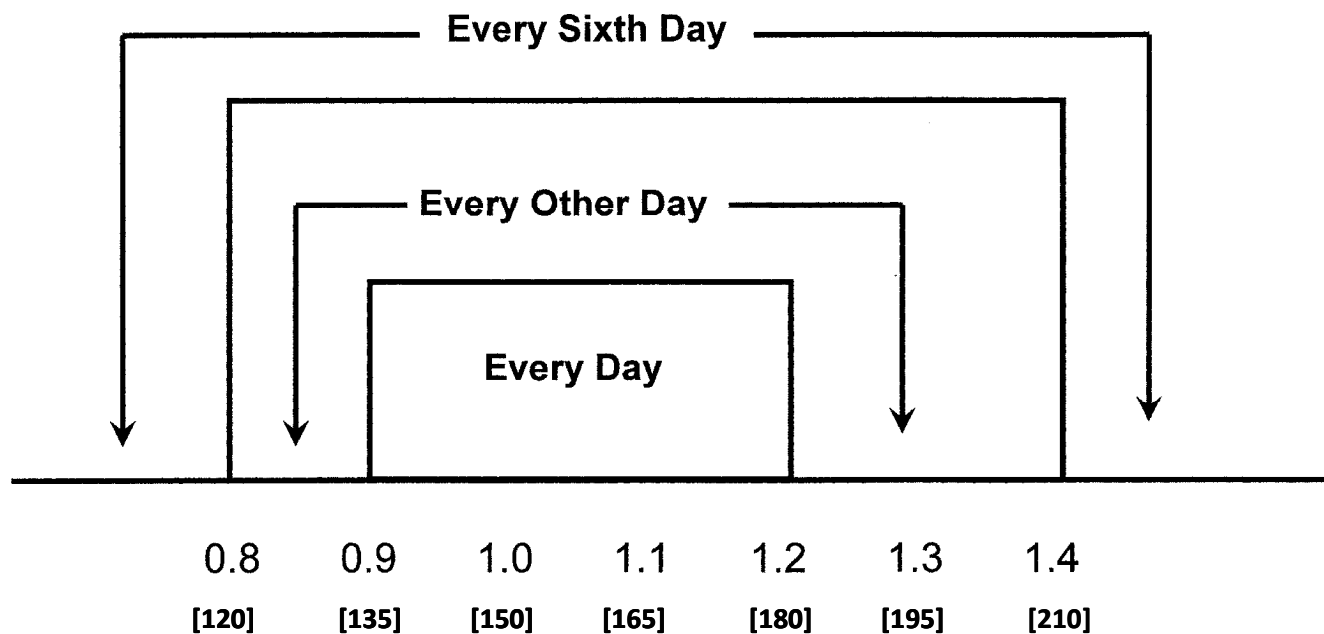 Every Sixth Day
Every Other Day
Every Day
0.8 0.9 1.0 1.1 1.2 1.3 1.4
[120] [135] [150] [165] [180] [195] [210]